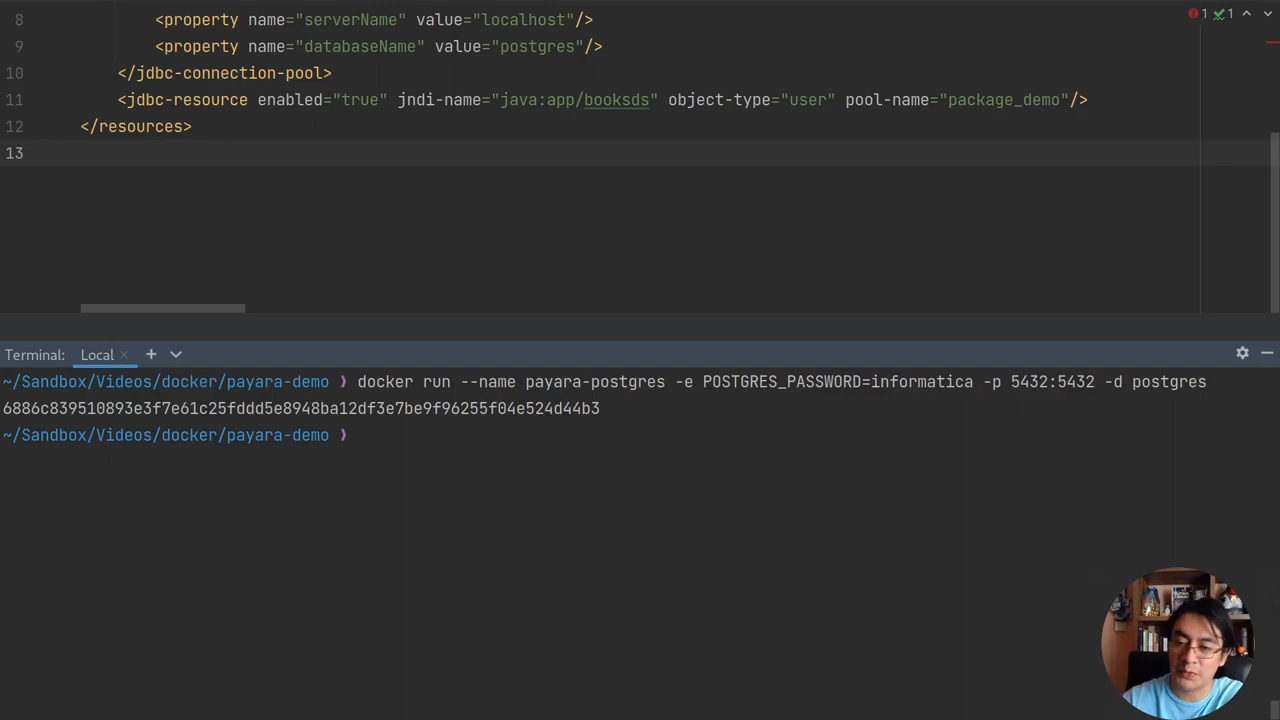 8 <property name="serverName" value="localhost"/>
1 1
9 <property name="databaseName" value="postgres"/>
10 </jdbc-connection-pool>
11 <jdbc-resource enabled="true" jndi-name="java:app/booksds" object-type="user" pool-name="package_demo"/>
12 </resources>
13
Terminal: Local
~/Sandbox/Videos/docker/payara-demo ❯ docker run --name payara-postgres -e POSTGRES_PASSWORD=informatica -p 5432:5432 -d postgres
6886c839510893e3f7e61c25fddd5e8948ba12df3e7be9f96255f04e524d44b3
~/Sandbox/Videos/docker/payara-demo ❯